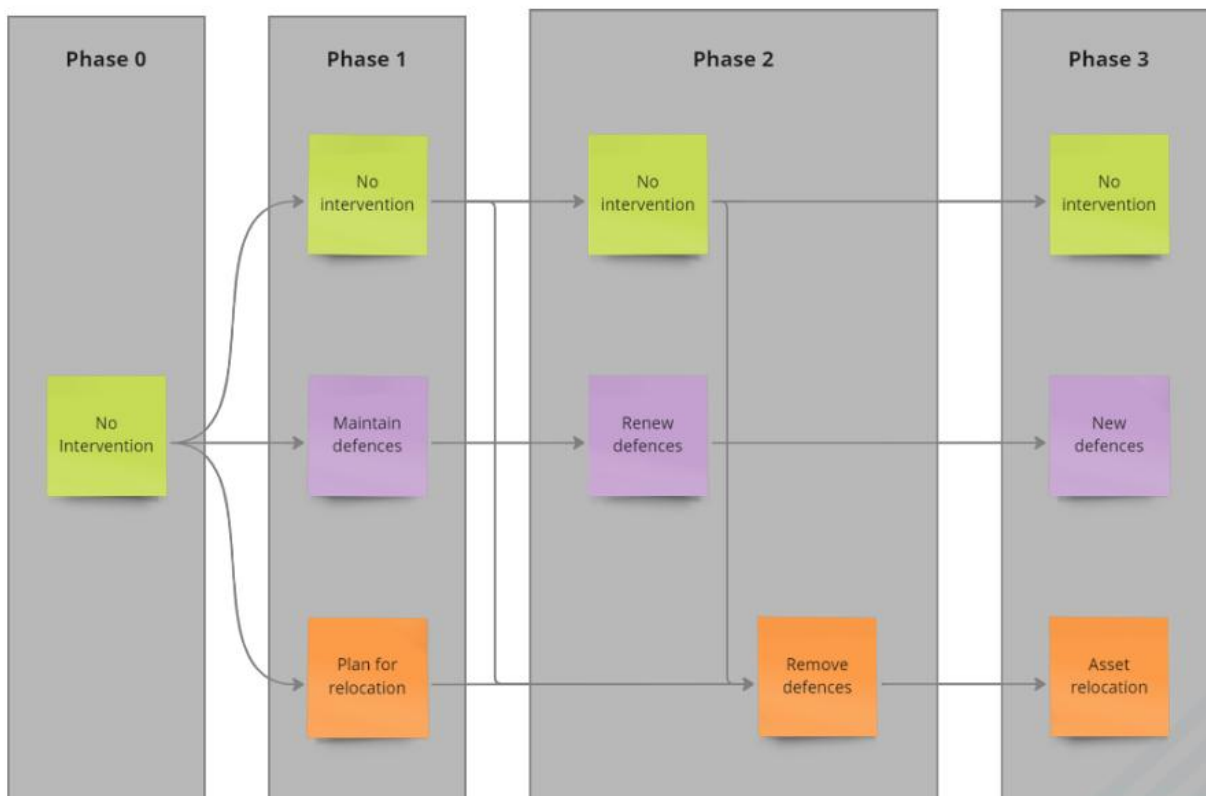 Phase 0
Phase 1
Phase 2
Phase 3
No
intervention
No
intervention
No
intervention
No
Intervention
Maintain
defences
Renew
defences
New
defences
Plan for
relocation
Remove
defences
Asset
relocation